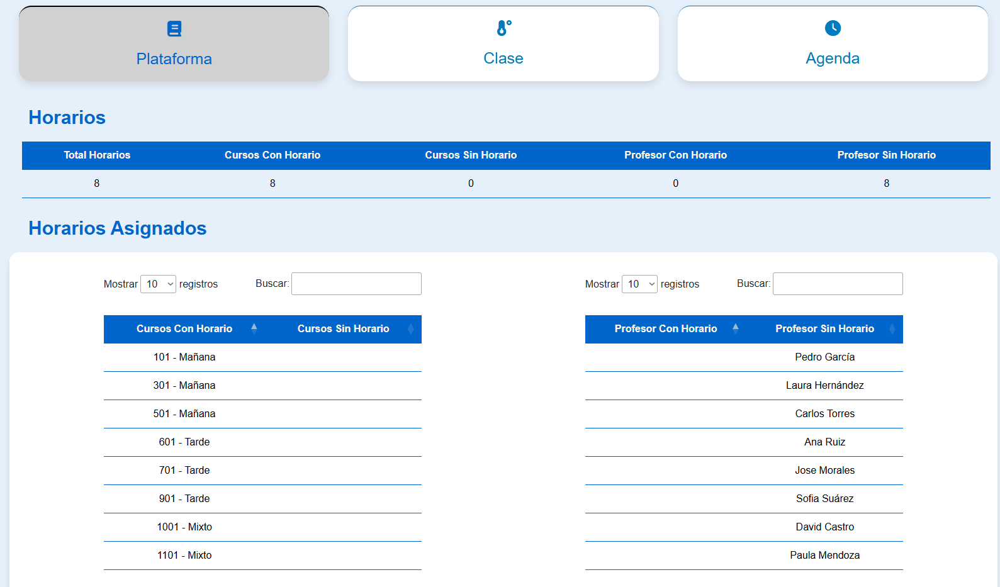 Plataforma
Clase
Agenda
Horarios
Total Horarios Cursos Con Horario Cursos Sin Horario Profesor Con Horario Profesor Sin Horario
8 8 0 0 8
Horarios Asignados
Mostrar 10 registros Buscar:
Cursos Con Horario Cursos Sin Horario
101 - Mañana
301 - Mañana
501 - Mañana
601 - Tarde
701 - Tarde
901 - Tarde
1001 - Mixto
1101 - Mixto
Mostrar 10 registros Buscar:
Profesor Con Horario Profesor Sin Horario
Pedro García
Laura Hernández
Carlos Torres
Ana Ruiz
Jose Morales
Sofia Suárez
David Castro
Paula Mendoza